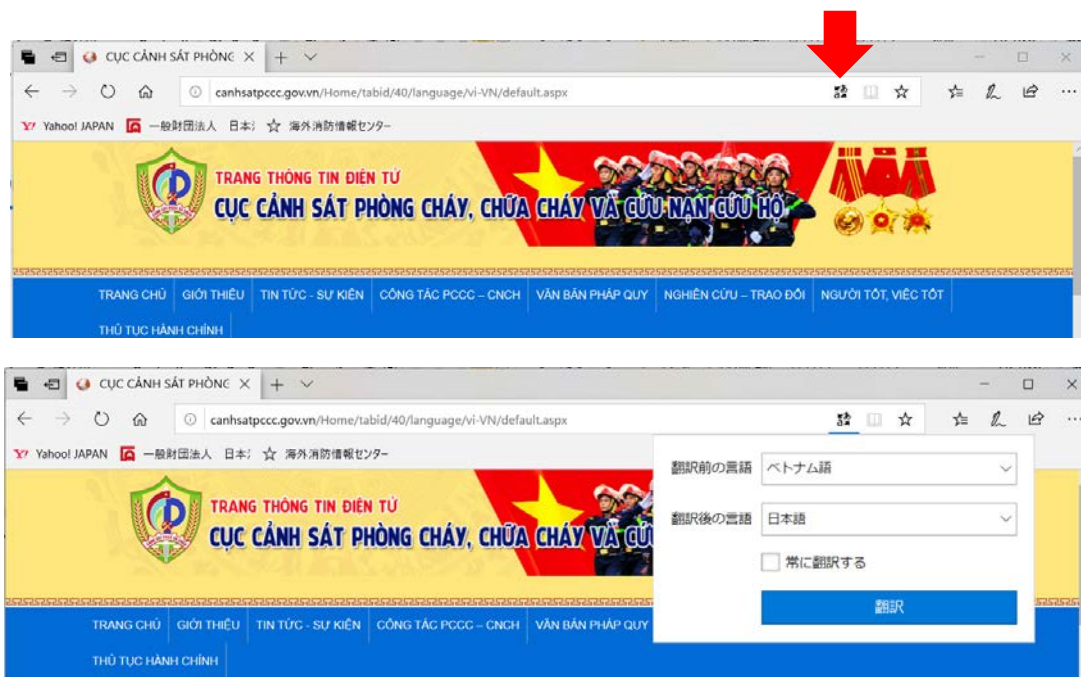 CỤC CẢNH SÁT PHÒNG
canhsatpccc.gov.vn/Home/tabid/40/language/vi-VN/default.aspx
Yahoo! JAPAN 一般財団法人 日本 海外消防情報センター
TRANG THÔNG TIN ĐIỆN TỬ
CỤC CẢNH SÁT PHÒNG CHÁY, CHỮA CHÁY VÀ CỨU NẠN CỨU HỘ
TRANG CHỦ GIỚI THIỆU TIN TỨC - SỰ KIỆN CÔNG TÁC PCCC – CNCH VĂN BẢN PHÁP QUY NGHIÊN CỨU – TRAO ĐỔI NGƯỜI TỐT, VIỆC TỐT
THỦ TỤC HÀNH CHÍNH
CỤC CẢNH SÁT PHÒNG
canhsatpccc.gov.vn/Home/tabid/40/language/vi-VN/default.aspx
Yahoo! JAPAN 一般財団法人 日本 海外消防情報センター
翻訳前の言語 ベトナム語
翻訳後の言語 日本語
常に翻訳する
翻訳
TRANG THÔNG TIN ĐIỆN TỬ
CỤC CẢNH SÁT PHÒNG CHÁY, CHỮA CHÁY VÀ CỨU
TRANG CHỦ GIỚI THIỆU TIN TỨC - SỰ KIỆN CÔNG TÁC PCCC – CNCH VĂN BẢN PHÁP QUY
THỦ TỤC HÀNH CHÍNH